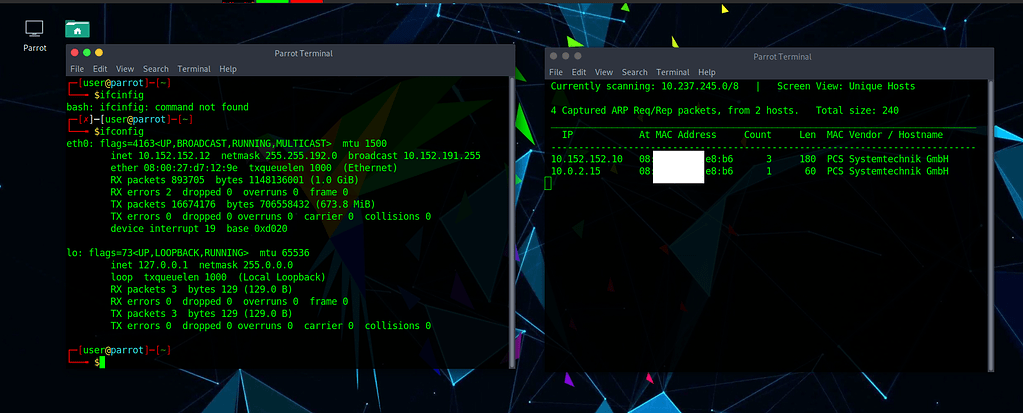 Parrot
Parrot Terminal
File Edit View Search Terminal Help
┌─[user@parrot]─[~]
└──╼ $ifcinfig
bash: ifcinfig: command not found
┌─[✗]─[user@parrot]─[~]
└──╼ $ifconfig
eth0: flags=4163<UP,BROADCAST,RUNNING,MULTICAST>  mtu 1500
        inet 10.152.152.12  netmask 255.255.192.0  broadcast 10.152.191.255
        ether 08:00:27:d7:12:9e  txqueuelen 1000  (Ethernet)
        RX packets 893705  bytes 1148136001 (1.0 GiB)
        RX errors 2  dropped 0  overruns 0  frame 0
        TX packets 16674176  bytes 706558432 (673.8 MiB)
        TX errors 0  dropped 0 overruns 0  carrier 0  collisions 0
        device interrupt 19  base 0xd020
lo: flags=73<UP,LOOPBACK,RUNNING>  mtu 65536
        inet 127.0.0.1  netmask 255.0.0.0
        loop  txqueuelen 1000  (Local Loopback)
        RX packets 3  bytes 129 (129.0 B)
        RX errors 0  dropped 0  overruns 0  frame 0
        TX packets 3  bytes 129 (129.0 B)
        TX errors 0  dropped 0 overruns 0  carrier 0  collisions 0
┌─[user@parrot]─[~]
└──╼ $
Parrot Terminal
File Edit View Search Terminal Help
Currently scanning: 10.237.245.0/8   |   Screen View: Unique Hosts
4 Captured ARP Req/Rep packets, from 2 hosts.   Total size: 240
_____________________________________________________________________________
  IP            At MAC Address     Count     Len  MAC Vendor / Hostname
-----------------------------------------------------------------------------
10.152.152.10   08: e8:b6      3     180  PCS Systemtechnik GmbH
10.0.2.15       08: e8:b6      1      60  PCS Systemtechnik GmbH